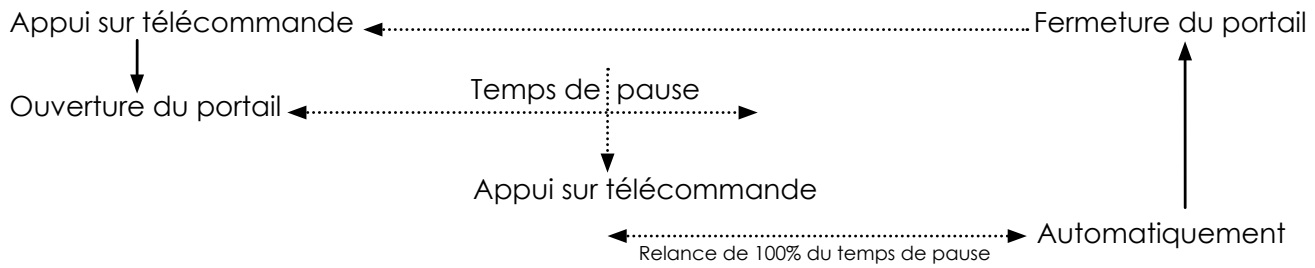 Appui sur télécommande
Fermeture du portail
Ouverture du portail
Temps de pause
Appui sur télécommande
Automatiquement
Relance de 100% du temps de pause